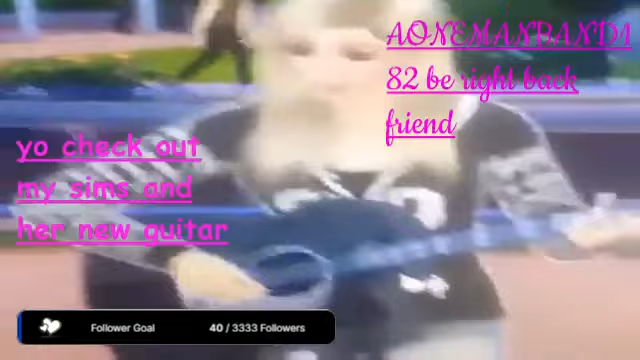 AONEMANBAND1
82 be right back
friend
yo check out
my sims and
her new guitar
Follower Goal 40 / 3333 Followers